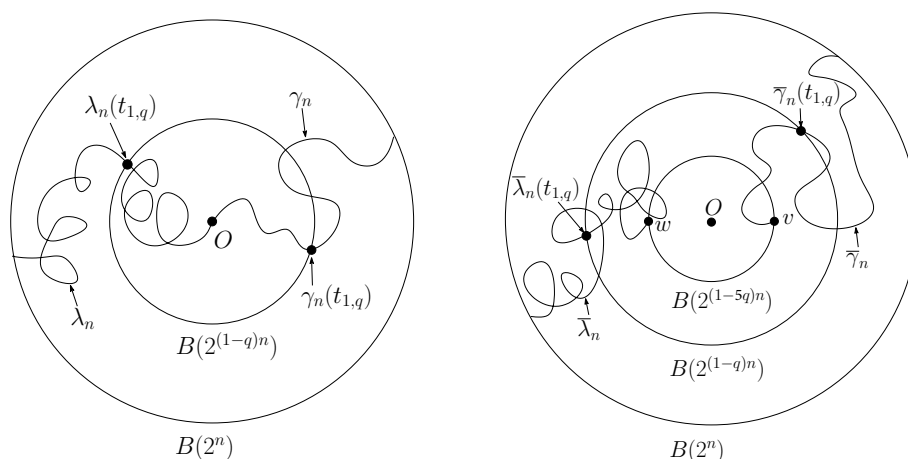 λₙ(t₁,q)
γₙ
O
γₙ(t₁,q)
λₙ
B(2^{(1-q)n})
B(2ⁿ)
γ̅ₙ(t₁,q)
λ̅ₙ(t₁,q)
O
w
v
γ̅ₙ
B(2^{(1-5q)n})
λ̅ₙ
B(2^{(1-q)n})
B(2ⁿ)